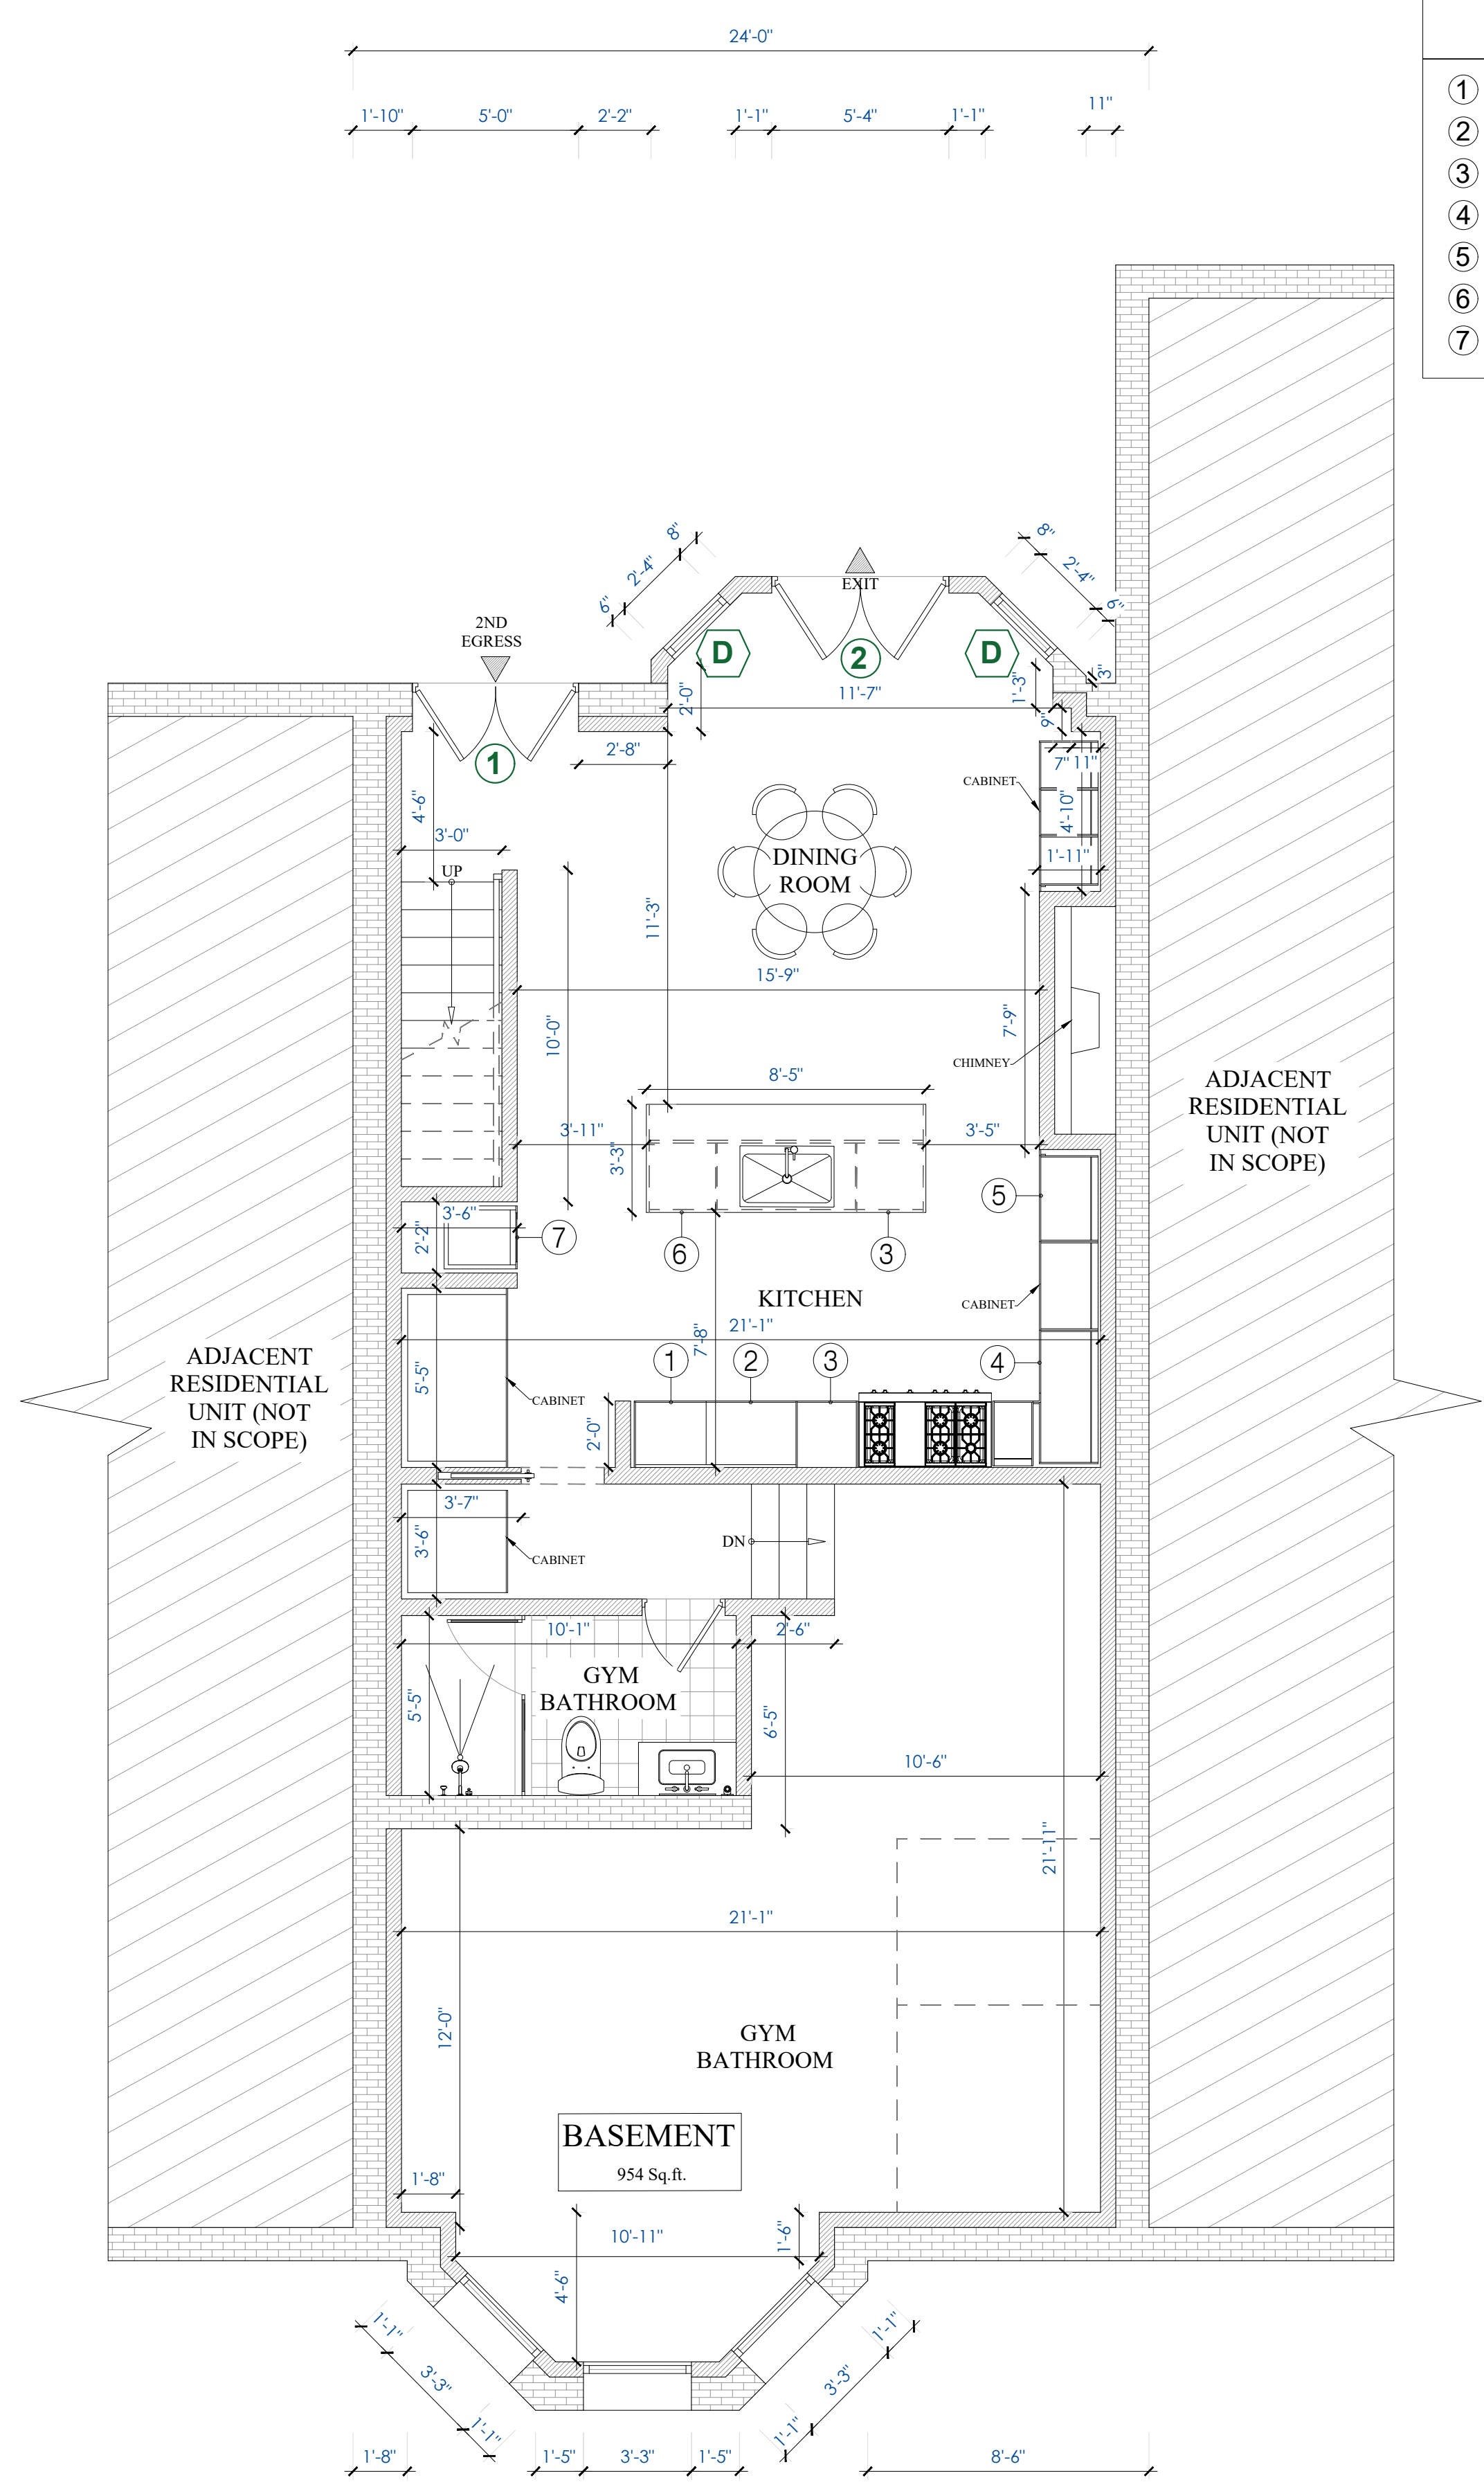 24'-0"
1'-10"
5'-0"
2'-2"
1'-1"
5'-4"
1'-1"
11"
1
2
3
4
5
6
7
8"
2'-4"
6"
8"
2'-4"
6"
EXIT
2ND
EGRESS
D
2
D
2'-0"
11'-7"
1'-3"
3"
9"
2'-8"
1
7"
11"
CABINET
4'-10"
4'-6"
3'-0"
1'-11"
UP
DINING
ROOM
11'-3"
15'-9"
10'-0"
7'-9"
CHIMNEY
8'-5"
3'-11"
3'-3"
3'-5"
ADJACENT
RESIDENTIAL
UNIT (NOT
IN SCOPE)
5
3'-6"
2'-2"
7
6
3
KITCHEN
CABINET
21'-1"
7'-8"
1
2
3
4
ADJACENT
RESIDENTIAL
UNIT (NOT
IN SCOPE)
5'-5"
CABINET
2'-0"
3'-7"
3'-6"
DN
CABINET
10'-1"
2'-6"
GYM
BATHROOM
5'-5"
6'-5"
10'-6"
21'-11"
21'-1"
12'-0"
GYM
BATHROOM
BASEMENT
954 Sq.ft.
1'-8"
10'-11"
1'-6"
4'-6"
1'-1"
3'-3"
1'-1"
1'-1"
3'-3"
1'-1"
1'-8"
1'-5"
3'-3"
1'-5"
8'-6"